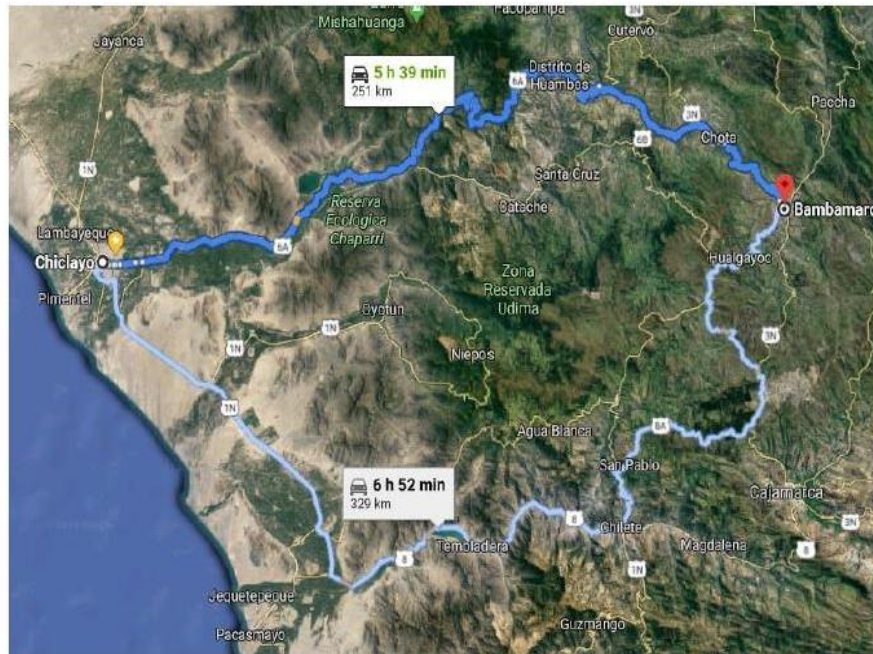 Mishahuanga
Pacopampa
3N
Cutervo
Jayanca
5 h 39 min
251 km
6A
Distrito de
Huambos
Paccha
3N
Chota
1N
6B
Santa Cruz
Catache
Reserva
Ecológica
Chaparri
Bambamarc
Lambayeque
6A
Chiclayo
Hualgayoc
Pimentel
Zona
Reservada
Udima
Oyotún
1N
1N
3N
Niepos
1N
8A
Agua Blanca
San Pablo
6 h 52 min
329 km
Cajamarca
8
Chilete
3N
Tembladera
8
Magdalena
8
1N
Jequetepeque
Guzmango
Pacasmayo